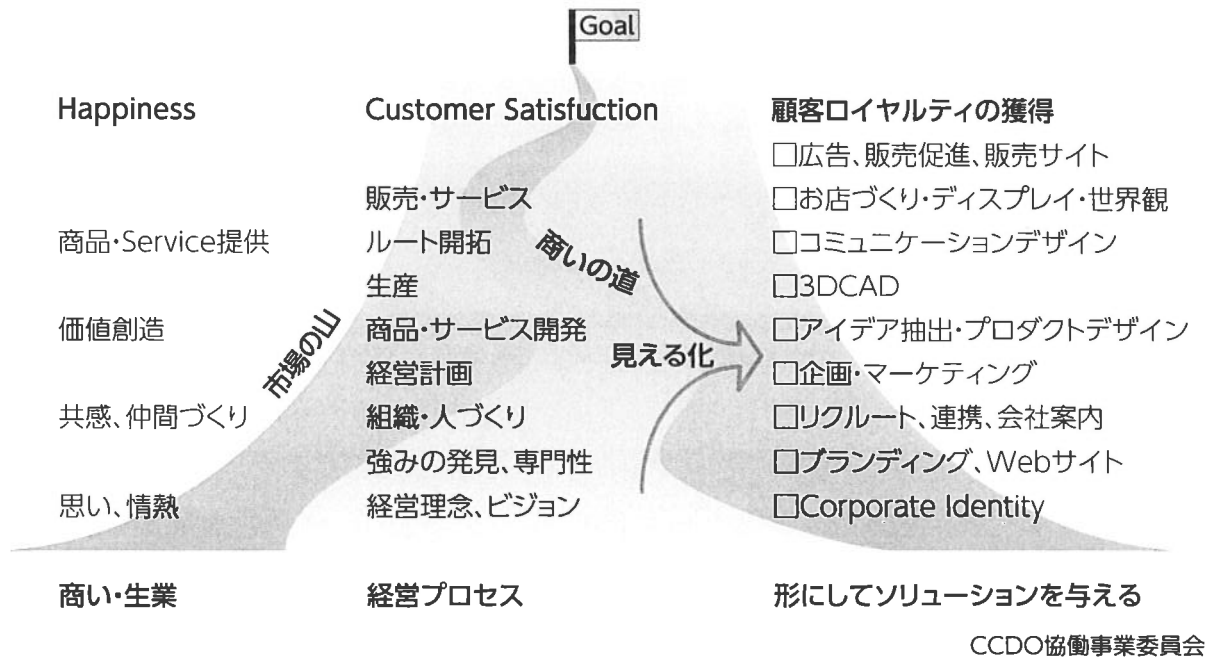 Goal
Happiness
商品・Service提供
価値創造
共感、仲間づくり
思い、情熱
商い・生業
市場の山
Customer Satisfuction
販売・サービス
ルート開拓
生産
商品・サービス開発
経営計画
組織・人づくり
強みの発見、専門性
経営理念、ビジョン
経営プロセス
商いの道
見える化
顧客ロイヤルティの獲得
□広告、販売促進、販売サイト
□お店づくり・ディスプレイ・世界観
□コミュニケーションデザイン
□3DCAD
□アイデア抽出・プロダクトデザイン
□企画・マーケティング
□リクルート、連携、会社案内
□ブランディング、Webサイト
□Corporate Identity
形にしてソリューションを与える
CCDO協働事業委員会